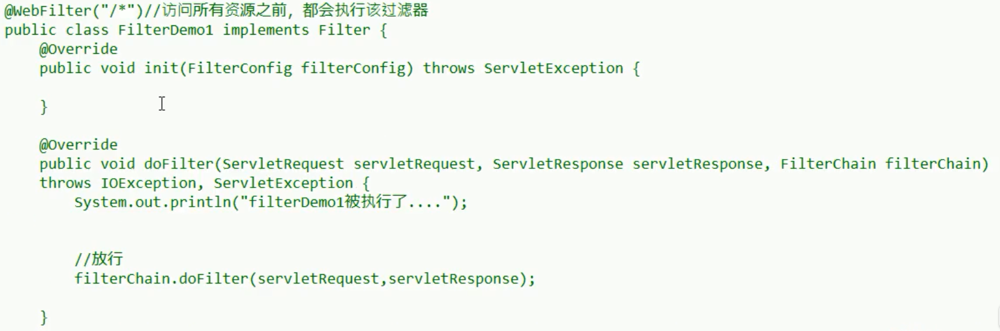 @WebFilter("/*")//访问所有资源之前，都会执行该过滤器
public class FilterDemo1 implements Filter {
    @Override
    public void init(FilterConfig filterConfig) throws ServletException {
    }
    @Override
    public void doFilter(ServletRequest servletRequest, ServletResponse servletResponse, FilterChain filterChain)
    throws IOException, ServletException {
        System.out.println("filterDemo1被执行了....");
        //放行
        filterChain.doFilter(servletRequest,servletResponse);
    }